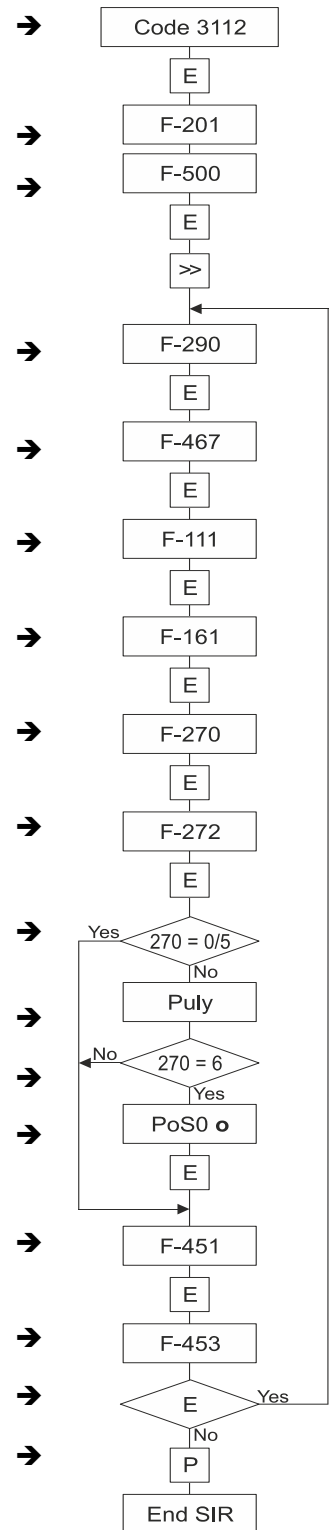 Code 3112
E
F-201
F-500
E
>>
F-290
E
F-467
E
F-111
E
F-161
E
F-270
E
F-272
E
Yes 270 = 0/5
No
Puly
No 270 = 6
Yes
PoS0 o
E
F-451
E
F-453
E Yes
No
P
End SIR